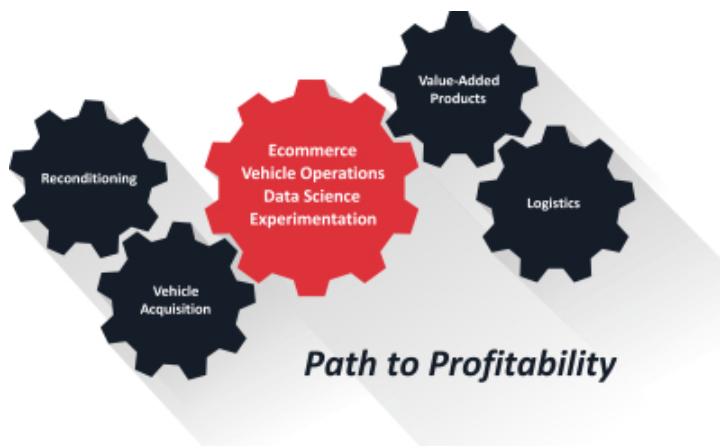 Value-Added
Products
Ecommerce
Vehicle Operations
Data Science
Experimentation
Reconditioning
Logistics
Vehicle
Acquisition
Path to Profitability